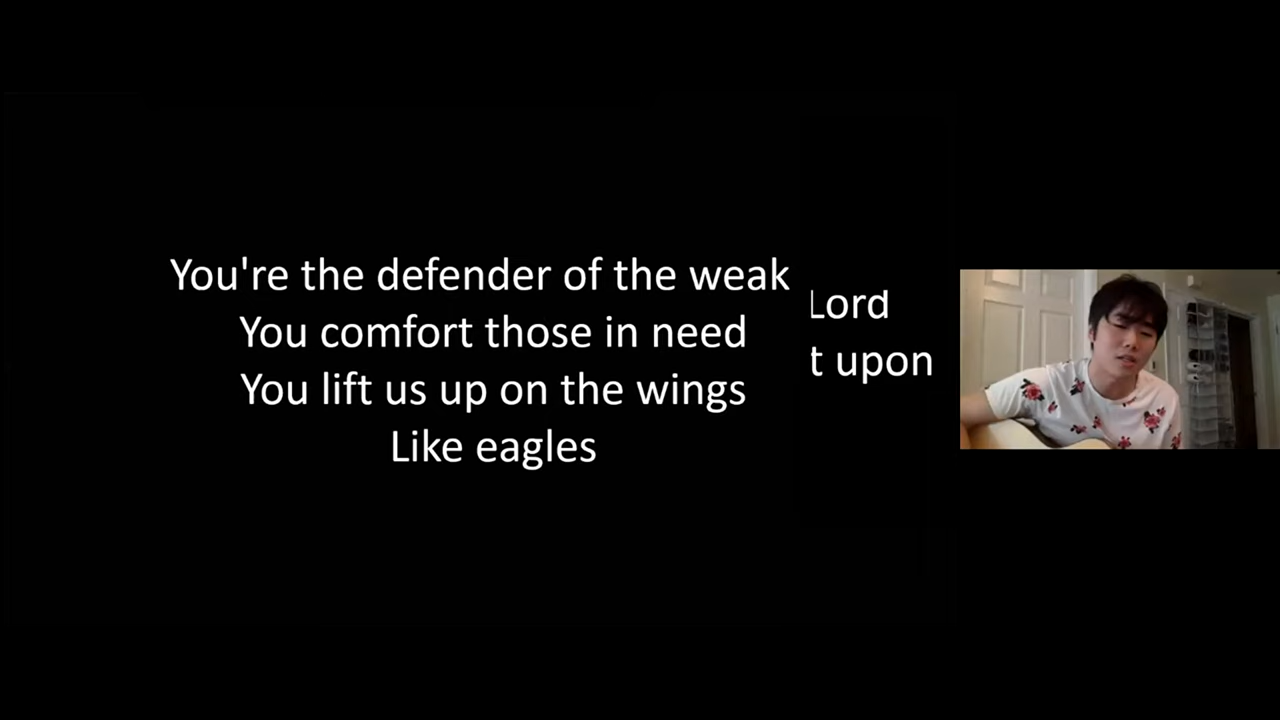 You're the defender of the weak
You comfort those in need
You lift us up on the wings
Like eagles
Lord
t upon